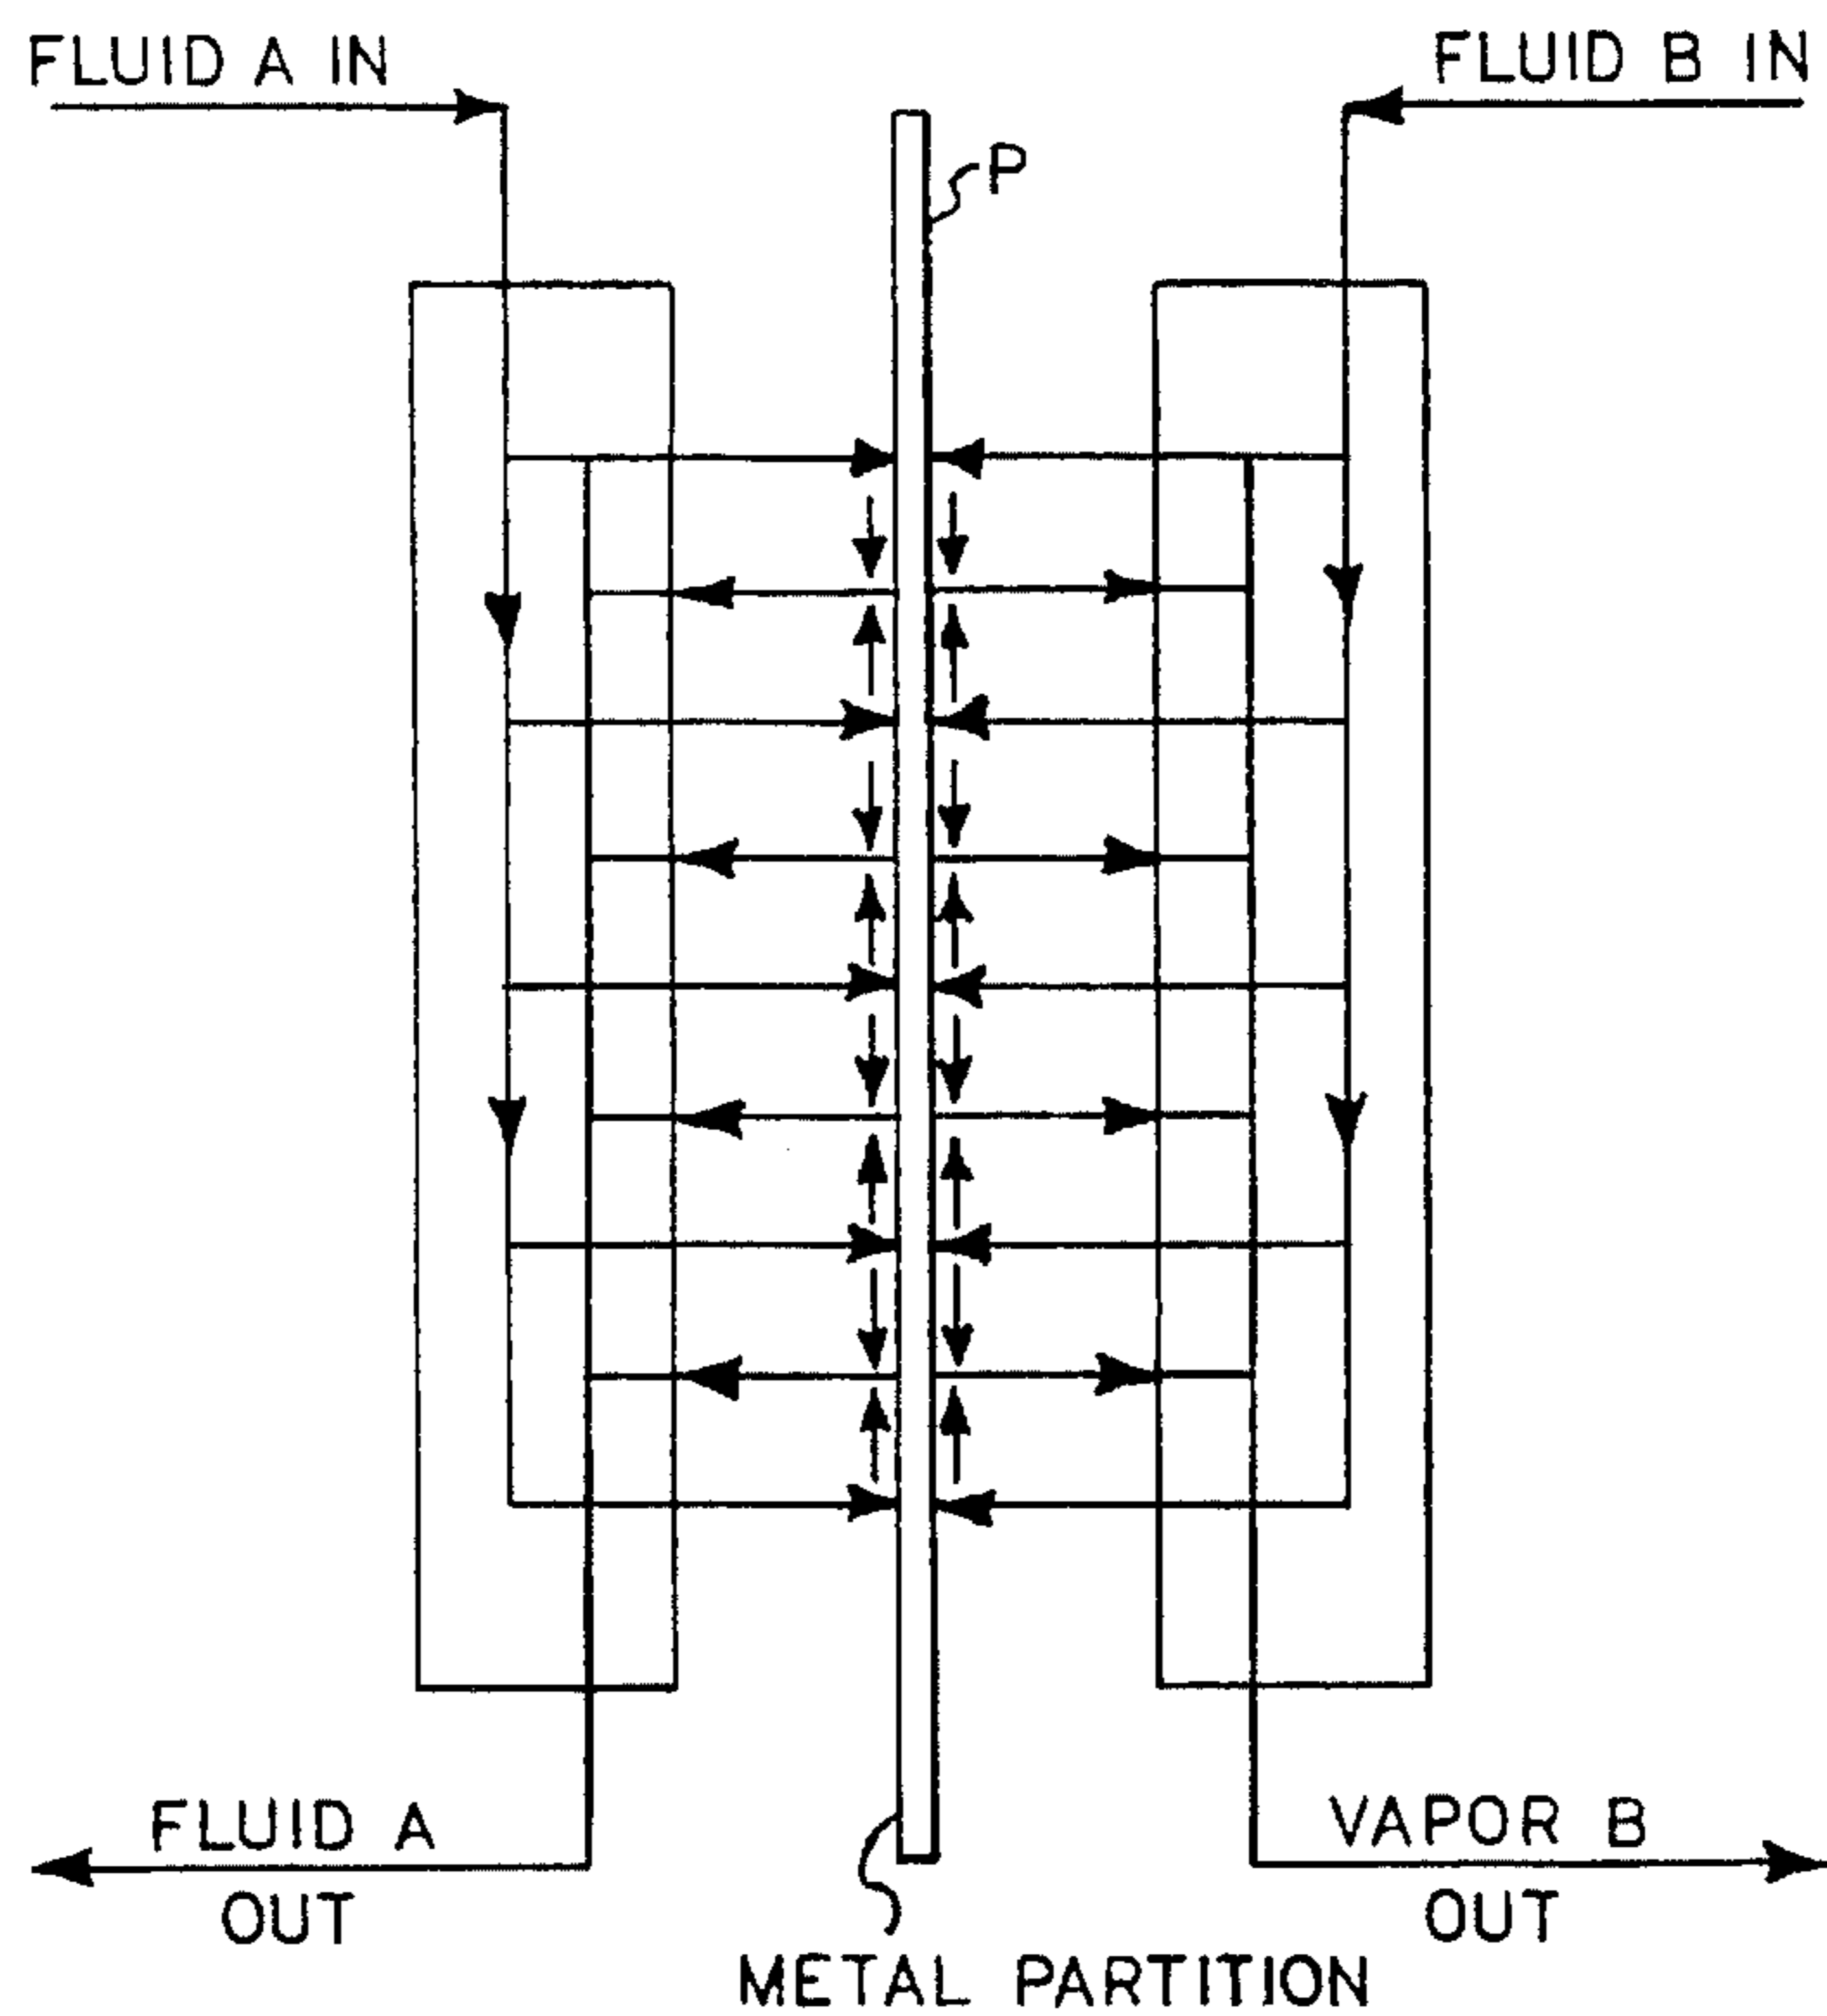 FLUID A IN
FLUID B IN
P
FLUID A
OUT
VAPOR B
OUT
METAL PARTITION